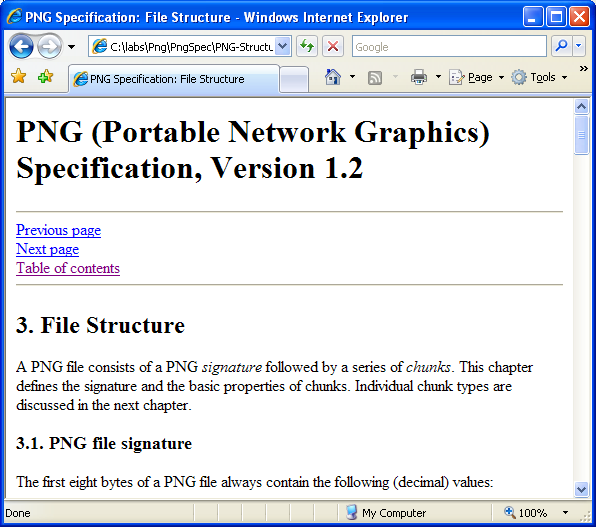 PNG Specification: File Structure - Windows Internet Explorer
C:\labs\Png\PngSpec\PNG-Structu
Google
PNG Specification: File Structure
Page
Tools
»
PNG (Portable Network Graphics)
Specification, Version 1.2
Previous page
Next page
Table of contents
3. File Structure
A PNG file consists of a PNG signature followed by a series of chunks. This chapter
defines the signature and the basic properties of chunks. Individual chunk types are
discussed in the next chapter.
3.1. PNG file signature
The first eight bytes of a PNG file always contain the following (decimal) values:
Done
My Computer
100%